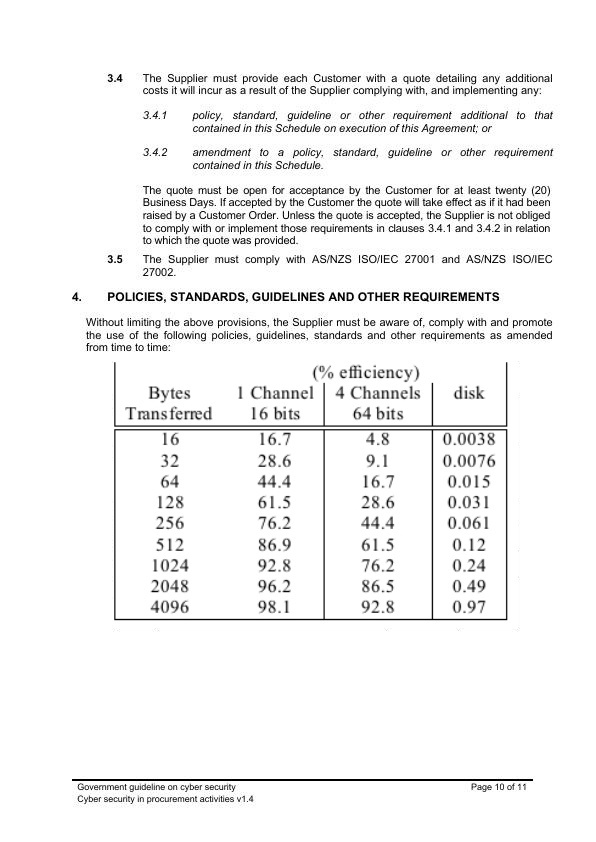 3.4 The Supplier must provide each Customer with a quote detailing any additional
costs it will incur as a result of the Supplier complying with, and implementing any:
3.4.1 policy, standard, guideline or other requirement additional to that
contained in this Schedule on execution of this Agreement; or
3.4.2 amendment to a policy, standard, guideline or other requirement
contained in this Schedule.
The quote must be open for acceptance by the Customer for at least twenty (20)
Business Days. If accepted by the Customer the quote will take effect as if it had been
raised by a Customer Order. Unless the quote is accepted, the Supplier is not obliged
to comply with or implement those requirements in clauses 3.4.1 and 3.4.2 in relation
to which the quote was provided.
3.5 The Supplier must comply with AS/NZS ISO/IEC 27001 and AS/NZS ISO/IEC
27002.
4. POLICIES, STANDARDS, GUIDELINES AND OTHER REQUIREMENTS
Without limiting the above provisions, the Supplier must be aware of, comply with and promote
the use of the following policies, guidelines, standards and other requirements as amended
from time to time:
(% efficiency)
Bytes 1 Channel 4 Channels disk
Transferred 16 bits 64 bits
16 16.7 4.8 0.0038
32 28.6 9.1 0.0076
64 44.4 16.7 0.015
128 61.5 28.6 0.031
256 76.2 44.4 0.061
512 86.9 61.5 0.12
1024 92.8 76.2 0.24
2048 96.2 86.5 0.49
4096 98.1 92.8 0.97
Government guideline on cyber security Page 10 of 11
Cyber security in procurement activities v1.4